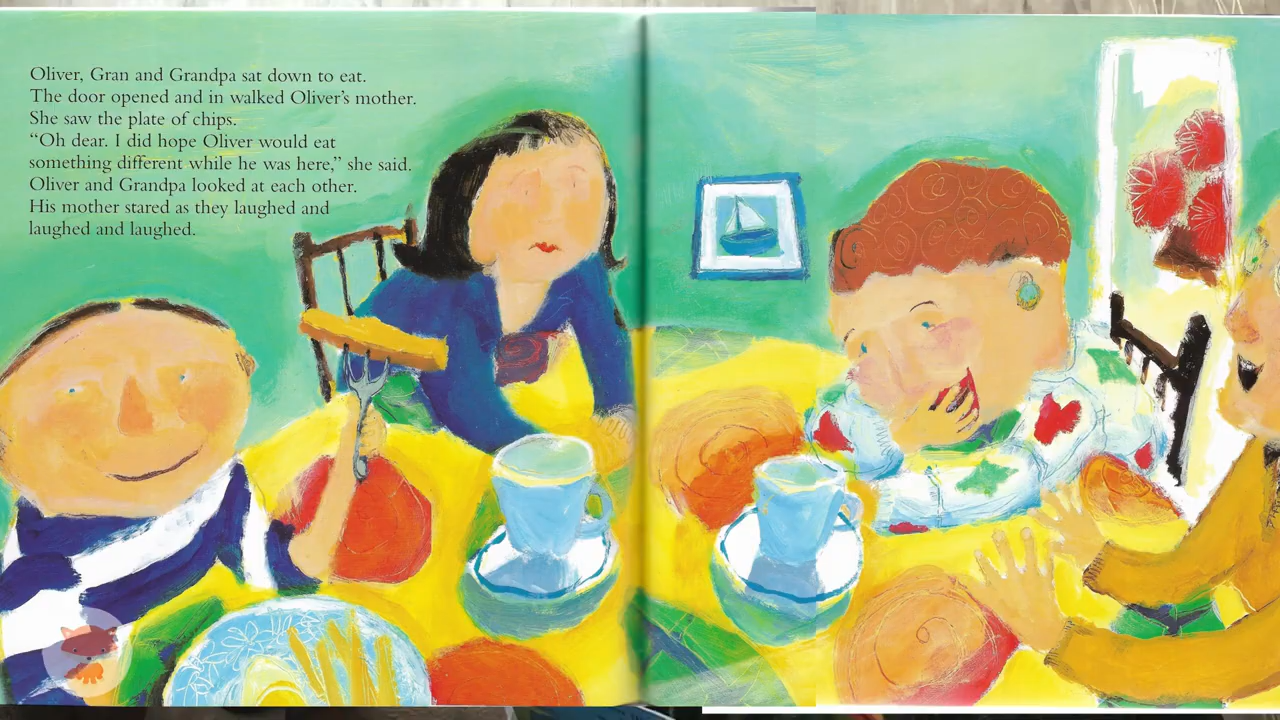 Oliver, Gran and Grandpa sat down to eat.
The door opened and in walked Oliver's mother.
She saw the plate of chips.
“Oh dear. I did hope Oliver would eat
something different while he was here,” she said.
Oliver and Grandpa looked at each other.
His mother stared as they laughed and
laughed and laughed.